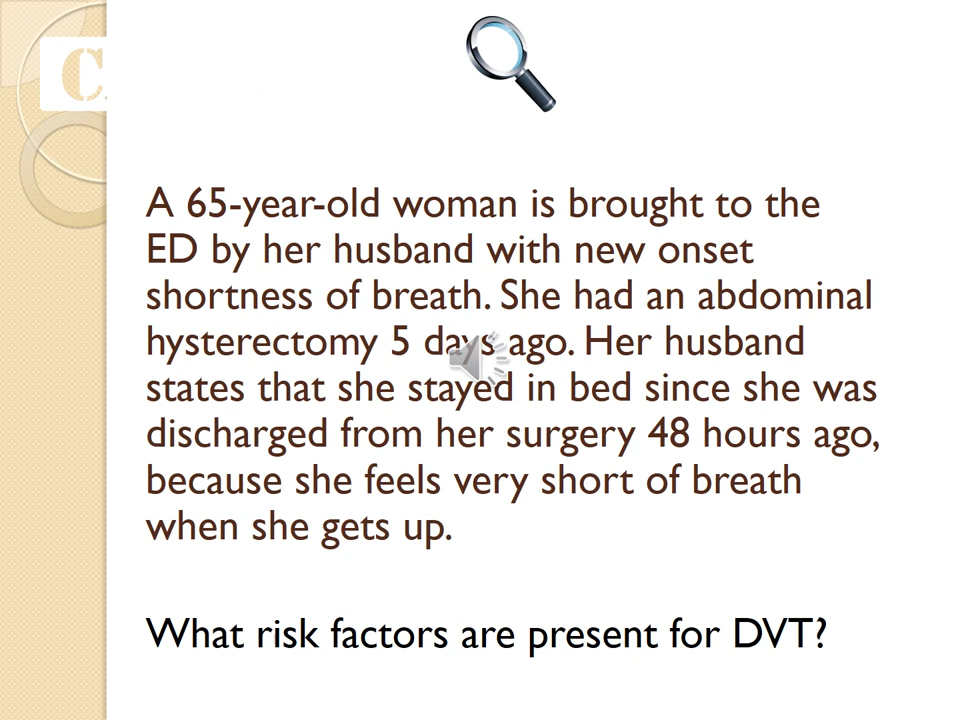 A 65-year-old woman is brought to the
ED by her husband with new onset
shortness of breath. She had an abdominal
hysterectomy 5 days ago. Her husband
states that she stayed in bed since she was
discharged from her surgery 48 hours ago,
because she feels very short of breath
when she gets up.
What risk factors are present for DVT?